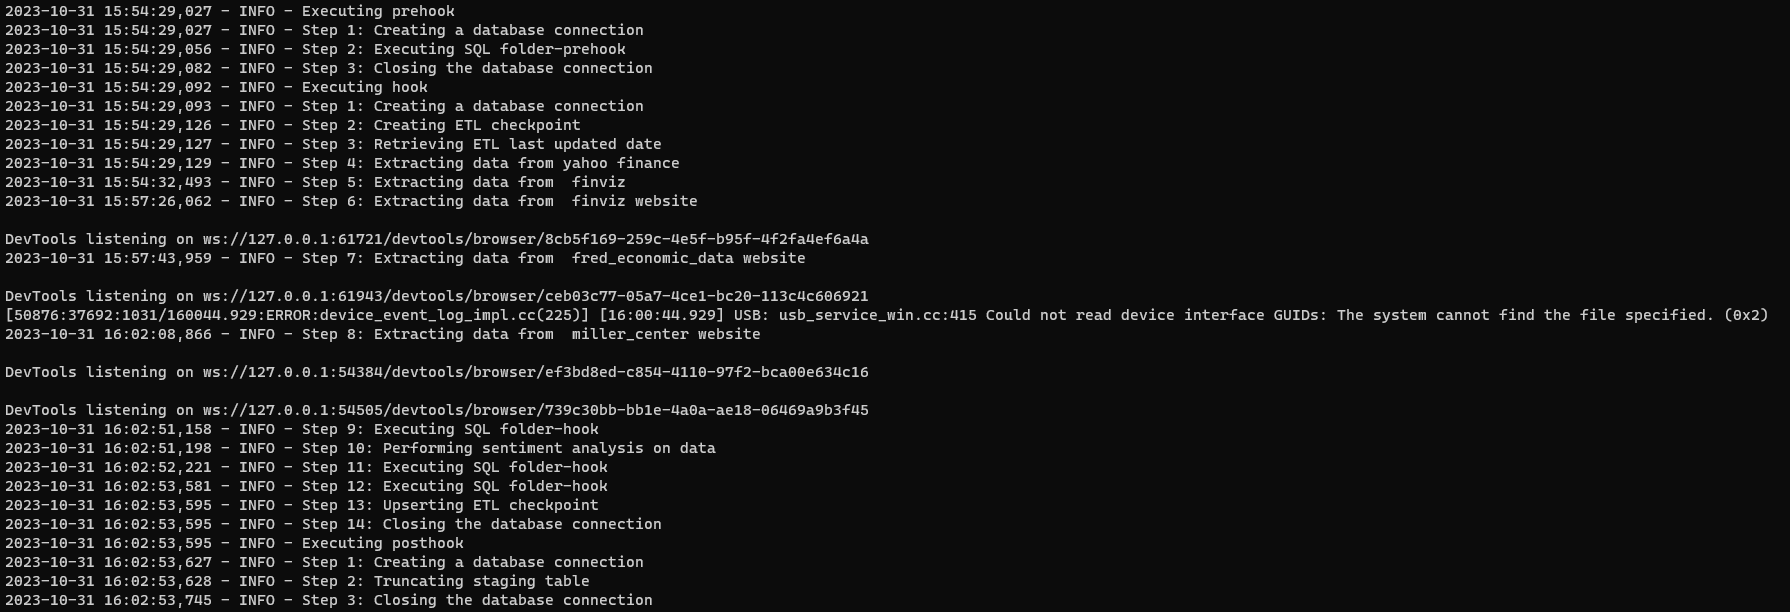 2023-10-31 15:54:29,027 - INFO - Executing prehook
2023-10-31 15:54:29,027 - INFO - Step 1: Creating a database connection
2023-10-31 15:54:29,056 - INFO - Step 2: Executing SQL folder-prehook
2023-10-31 15:54:29,082 - INFO - Step 3: Closing the database connection
2023-10-31 15:54:29,092 - INFO - Executing hook
2023-10-31 15:54:29,093 - INFO - Step 1: Creating a database connection
2023-10-31 15:54:29,126 - INFO - Step 2: Creating ETL checkpoint
2023-10-31 15:54:29,127 - INFO - Step 3: Retrieving ETL last updated date
2023-10-31 15:54:29,129 - INFO - Step 4: Extracting data from yahoo finance
2023-10-31 15:54:32,493 - INFO - Step 5: Extracting data from  finviz
2023-10-31 15:57:26,062 - INFO - Step 6: Extracting data from  finviz website
DevTools listening on ws://127.0.0.1:61721/devtools/browser/8cb5f169-259c-4e5f-b95f-4f2fa4ef6a4a
2023-10-31 15:57:43,959 - INFO - Step 7: Extracting data from  fred_economic_data website
DevTools listening on ws://127.0.0.1:61943/devtools/browser/ceb03c77-05a7-4ce1-bc20-113c4c606921
[50876:37692:1031/160044.929:ERROR:device_event_log_impl.cc(225)] [16:00:44.929] USB: usb_service_win.cc:415 Could not read device interface GUIDs: The system cannot find the file specified. (0x2)
2023-10-31 16:02:08,866 - INFO - Step 8: Extracting data from  miller_center website
DevTools listening on ws://127.0.0.1:54384/devtools/browser/ef3bd8ed-c854-4110-97f2-bca00e634c16
DevTools listening on ws://127.0.0.1:54505/devtools/browser/739c30bb-bb1e-4a0a-ae18-06469a9b3f45
2023-10-31 16:02:51,158 - INFO - Step 9: Executing SQL folder-hook
2023-10-31 16:02:51,198 - INFO - Step 10: Performing sentiment analysis on data
2023-10-31 16:02:52,221 - INFO - Step 11: Executing SQL folder-hook
2023-10-31 16:02:53,581 - INFO - Step 12: Executing SQL folder-hook
2023-10-31 16:02:53,595 - INFO - Step 13: Upserting ETL checkpoint
2023-10-31 16:02:53,595 - INFO - Step 14: Closing the database connection
2023-10-31 16:02:53,595 - INFO - Executing posthook
2023-10-31 16:02:53,627 - INFO - Step 1: Creating a database connection
2023-10-31 16:02:53,628 - INFO - Step 2: Truncating staging table
2023-10-31 16:02:53,745 - INFO - Step 3: Closing the database connection